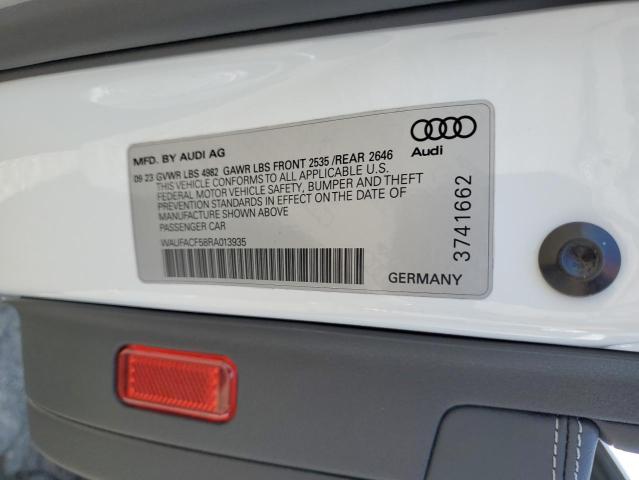 MFD. BY AUDI AG
09 23 GVWR LBS 4982 GAWR LBS FRONT 2535 /REAR 2646
THIS VEHICLE CONFORMS TO ALL APPLICABLE U.S.
FEDERAL MOTOR VEHICLE SAFETY, BUMPER AND THEFT
PREVENTION STANDARDS IN EFFECT ON THE DATE OF
MANUFACTURE SHOWN ABOVE
PASSENGER CAR
WAUFACF58RA013935
GERMANY
Audi
3741662